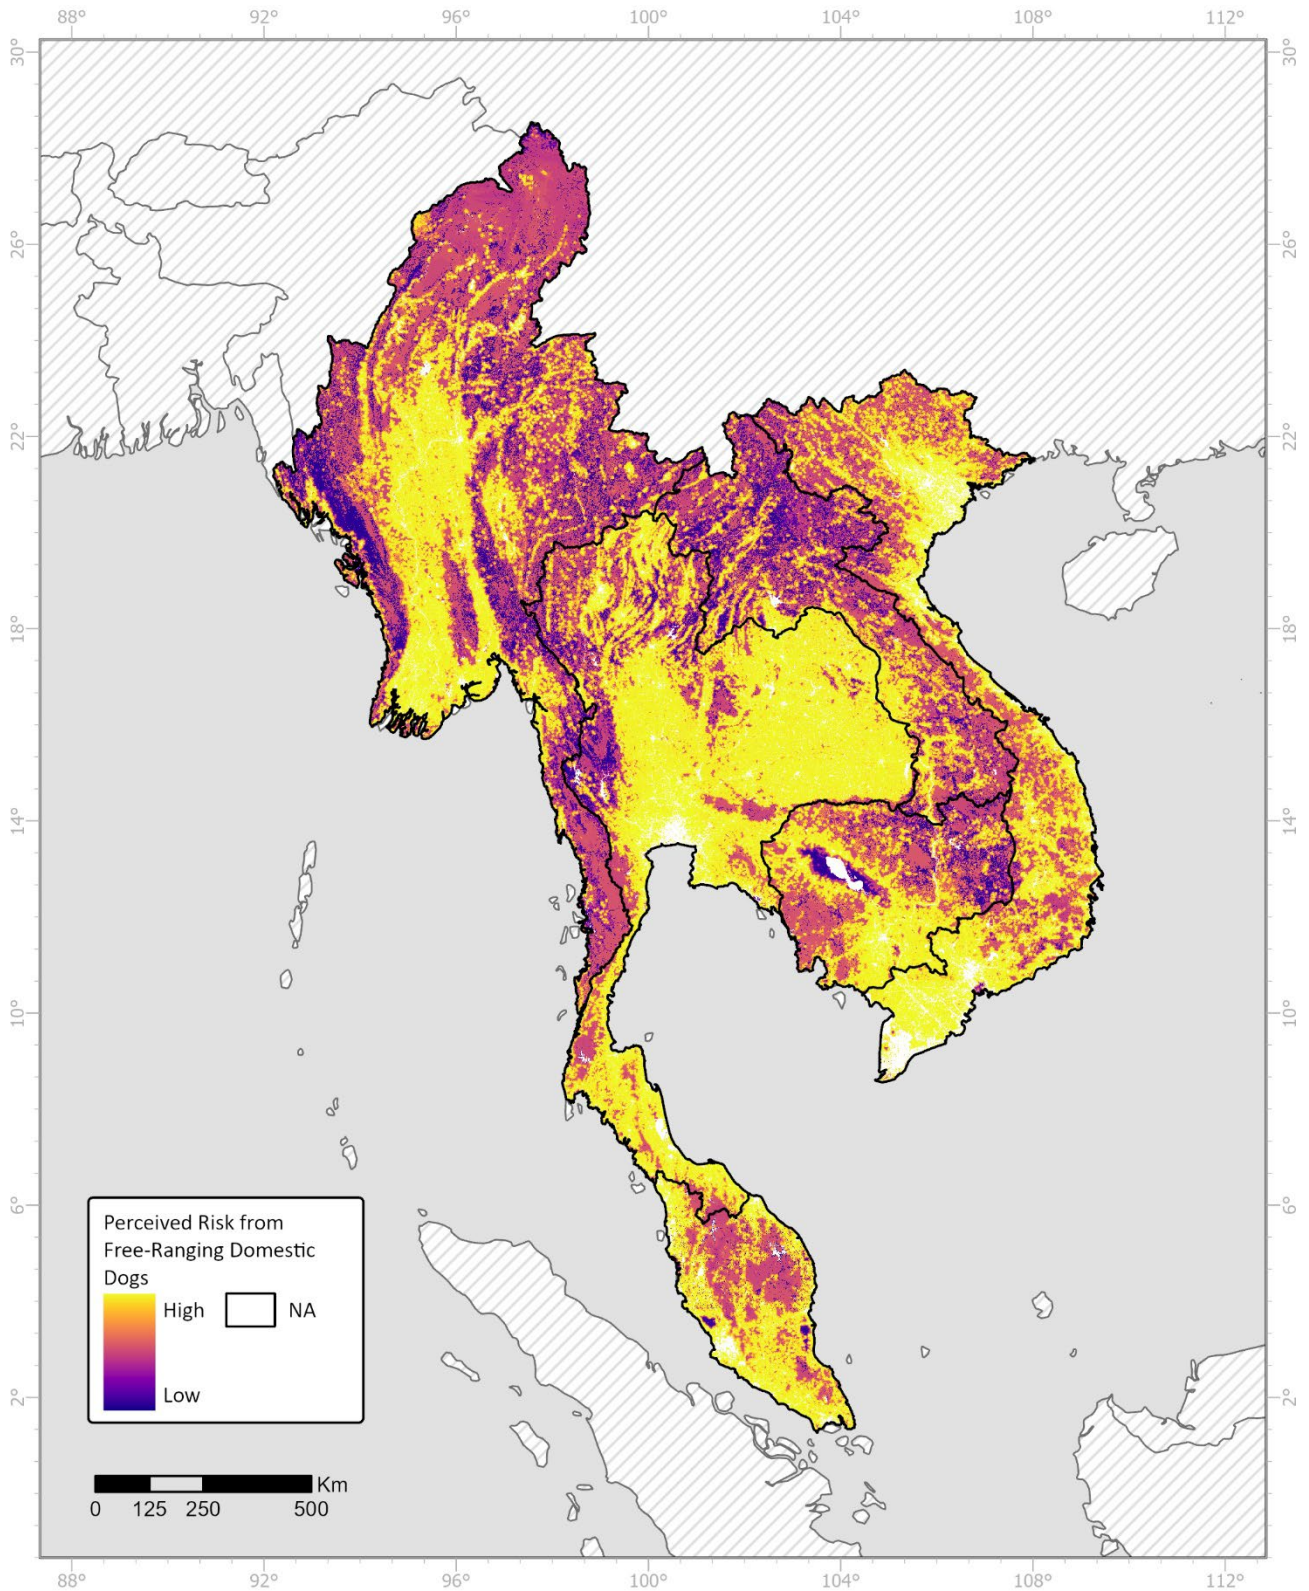 88° 92° 96° 100° 104° 108° 112°
30° 30°
26° 26°
22° 22°
18° 18°
14° 14°
10° 10°
6° 6°
Perceived Risk from
Free-Ranging Domestic
Dogs
High NA
Low
2° 2°
Km
0 125 250 500
88° 92° 96° 100° 104° 108° 112°